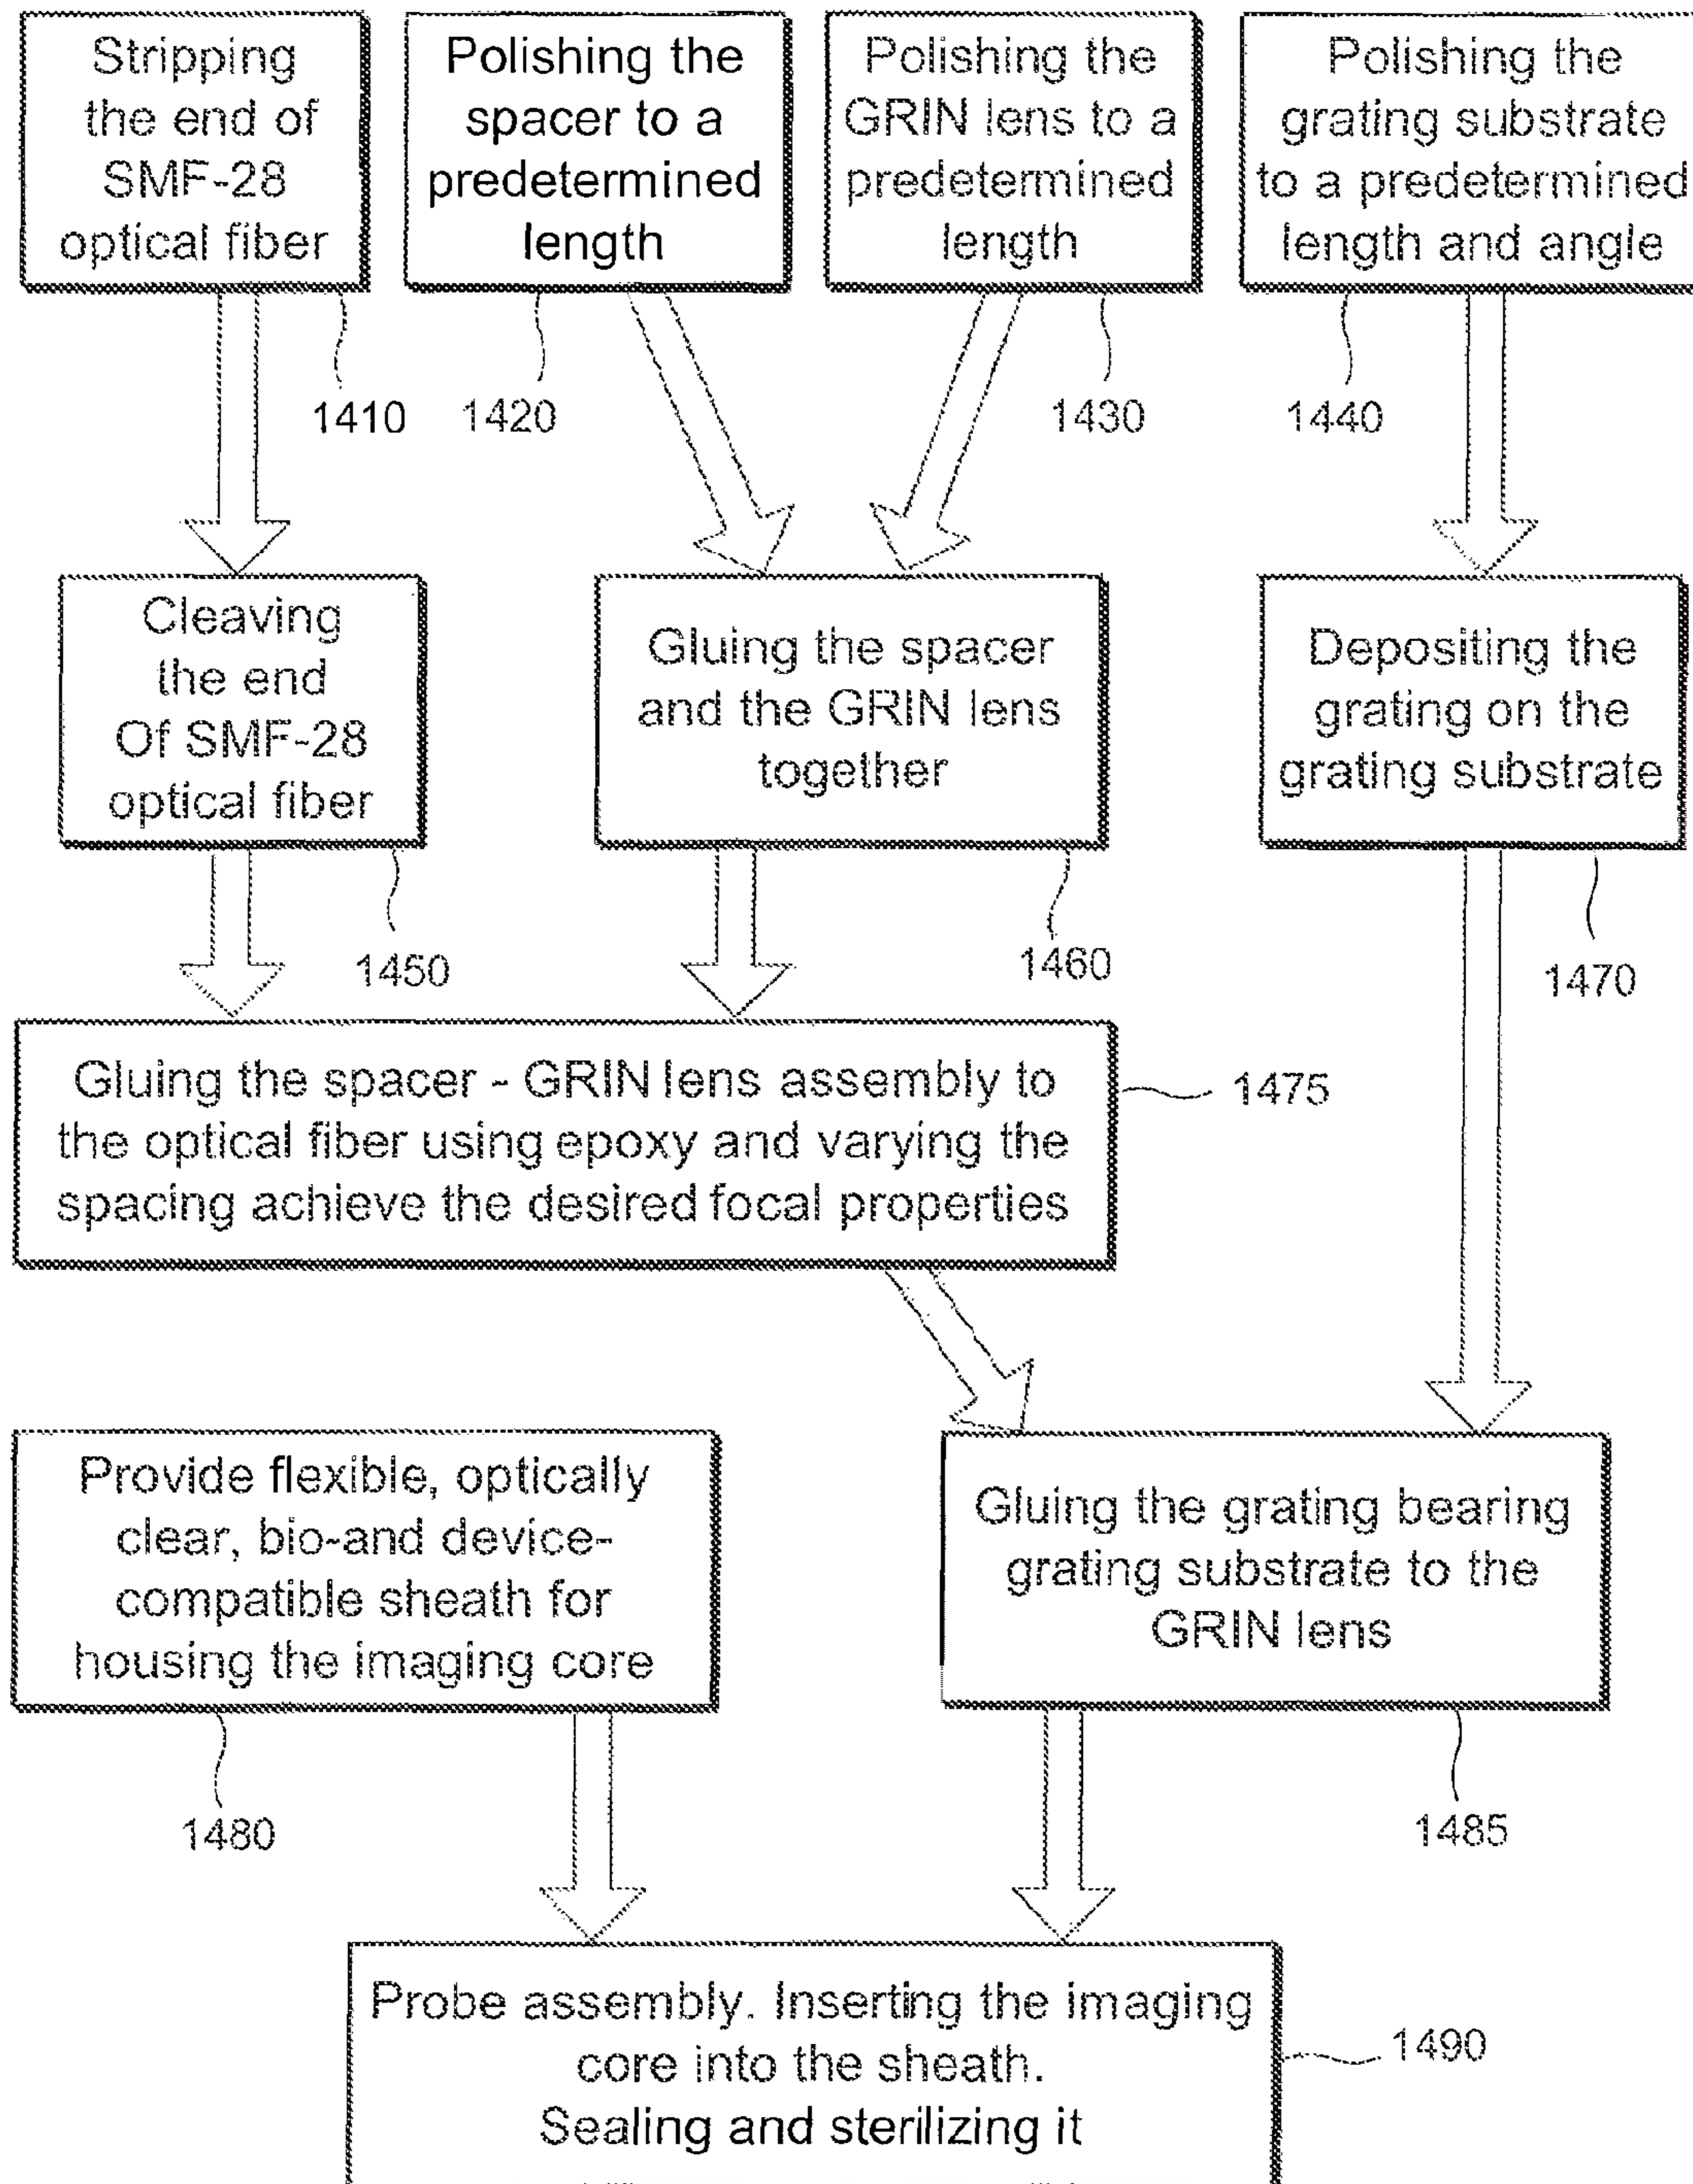 Stripping
the end of
SMF-28
optical fiber
Polishing the
spacer to a
predetermined
length
Polishing the
GRIN lens to a
predetermined
length
Polishing the
grating substrate
to a predetermined
length and angle
1410
1420
1430
1440
Cleaving
the end
Of SMF-28
optical fiber
Gluing the spacer
and the GRIN lens
together
Depositing the
grating on the
grating substrate
1450
1460
1470
Gluing the spacer - GRIN lens assembly to
the optical fiber using epoxy and varying the
spacing achieve the desired focal properties
1475
Provide flexible, optically
clear, bio-and device-
compatible sheath for
housing the imaging core
Gluing the grating bearing
grating substrate to the
GRIN lens
1480
1485
Probe assembly. Inserting the imaging
core into the sheath.
Sealing and sterilizing it
1490